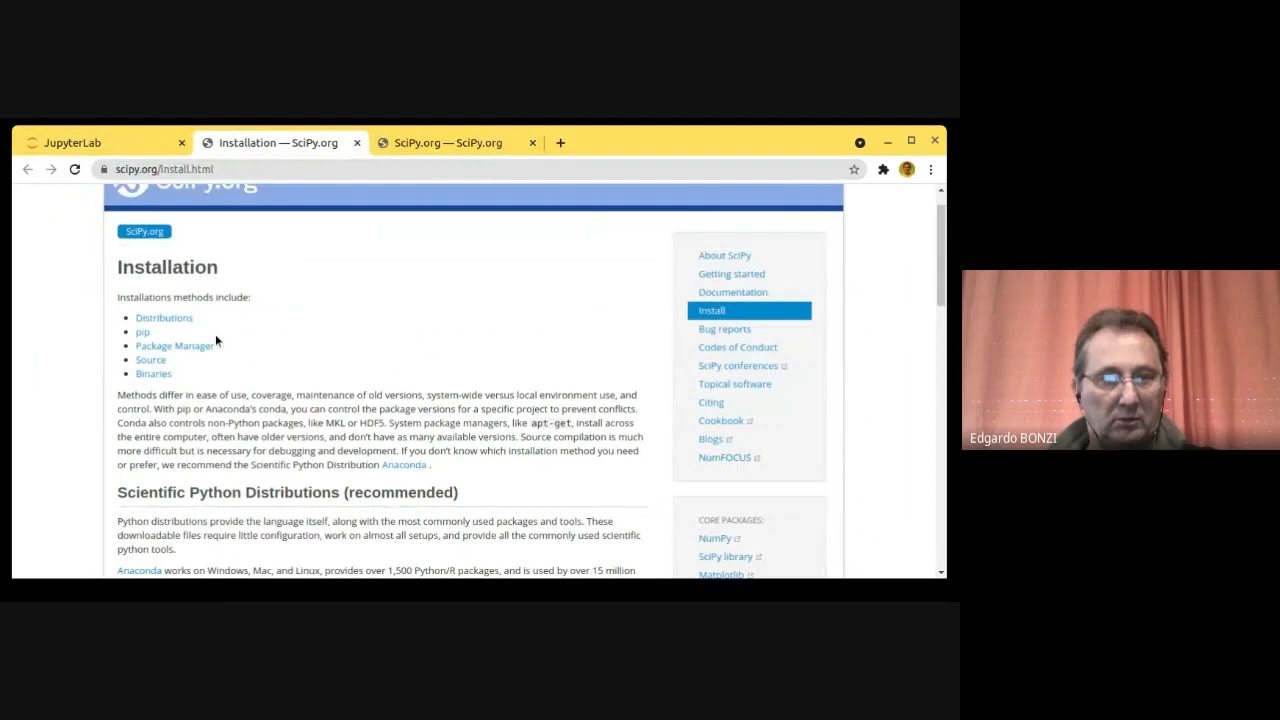 JupyterLab
Installation — SciPy.org
SciPy.org — SciPy.org
scipy.org/install.html
SciPy.org
SciPy.org
Installation
Installations methods include:
Distributions
pip
Package Manager
Source
Binaries
Methods differ in ease of use, coverage, maintenance of old versions, system-wide versus local environment use, and
control. With pip or Anaconda's conda, you can control the package versions for a specific project to prevent conflicts.
Conda also controls non-Python packages, like MKL or HDF5. System package managers, like apt-get, install across
the entire computer, often have older versions, and don't have as many available versions. Source compilation is much
more difficult but is necessary for debugging and development. If you don't know which installation method you need
or prefer, we recommend the Scientific Python Distribution Anaconda .
Scientific Python Distributions (recommended)
Python distributions provide the language itself, along with the most commonly used packages and tools. These
downloadable files require little configuration, work on almost all setups, and provide all the commonly used scientific
python tools.
Anaconda works on Windows, Mac, and Linux, provides over 1,500 Python/R packages, and is used by over 15 million
About SciPy
Getting started
Documentation
Install
Bug reports
Codes of Conduct
SciPy conferences
Topical software
Citing
Cookbook
Blogs
NumFOCUS
CORE PACKAGES:
NumPy
SciPy library
Matplotlib
Edgardo BONZI